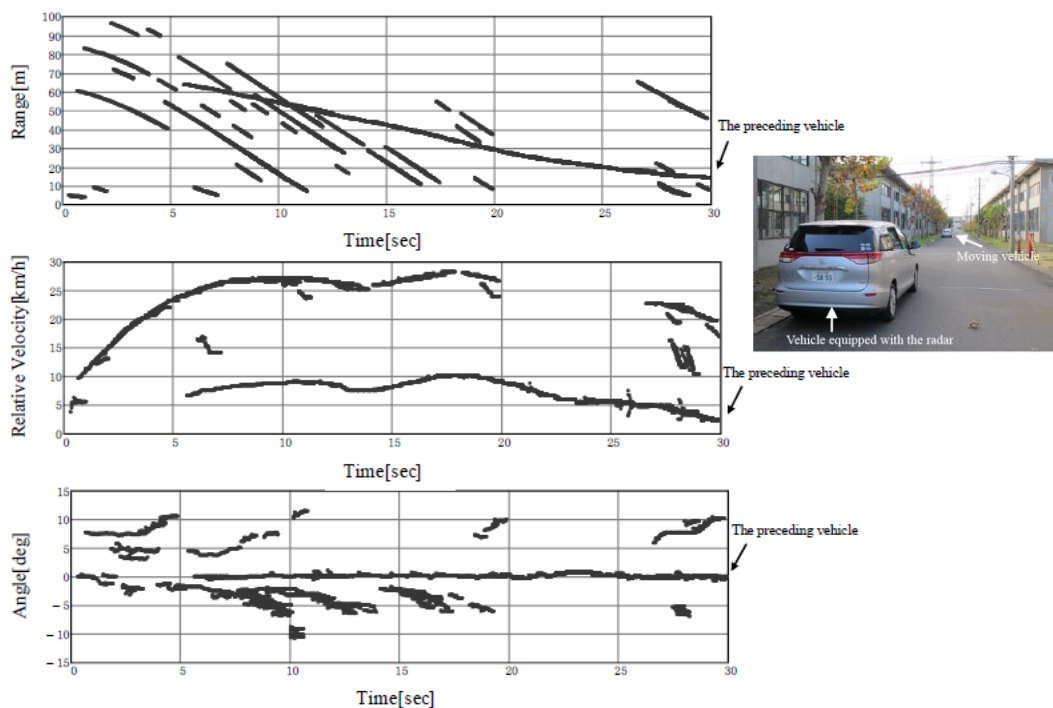 100
90
80
70
60
50
40
30
20
10
0
Range[m]
0 5 10 15 20 25 30
Time[sec]
The preceding vehicle
30
25
20
15
10
5
0
Relative Velocity[km/h]
0 5 10 15 20 25 30
Time[sec]
The preceding vehicle
Moving vehicle
Vehicle equipped with the radar
15
10
5
0
−5
−10
−15
Angle[deg]
0 5 10 15 20 25 30
Time[sec]
The preceding vehicle